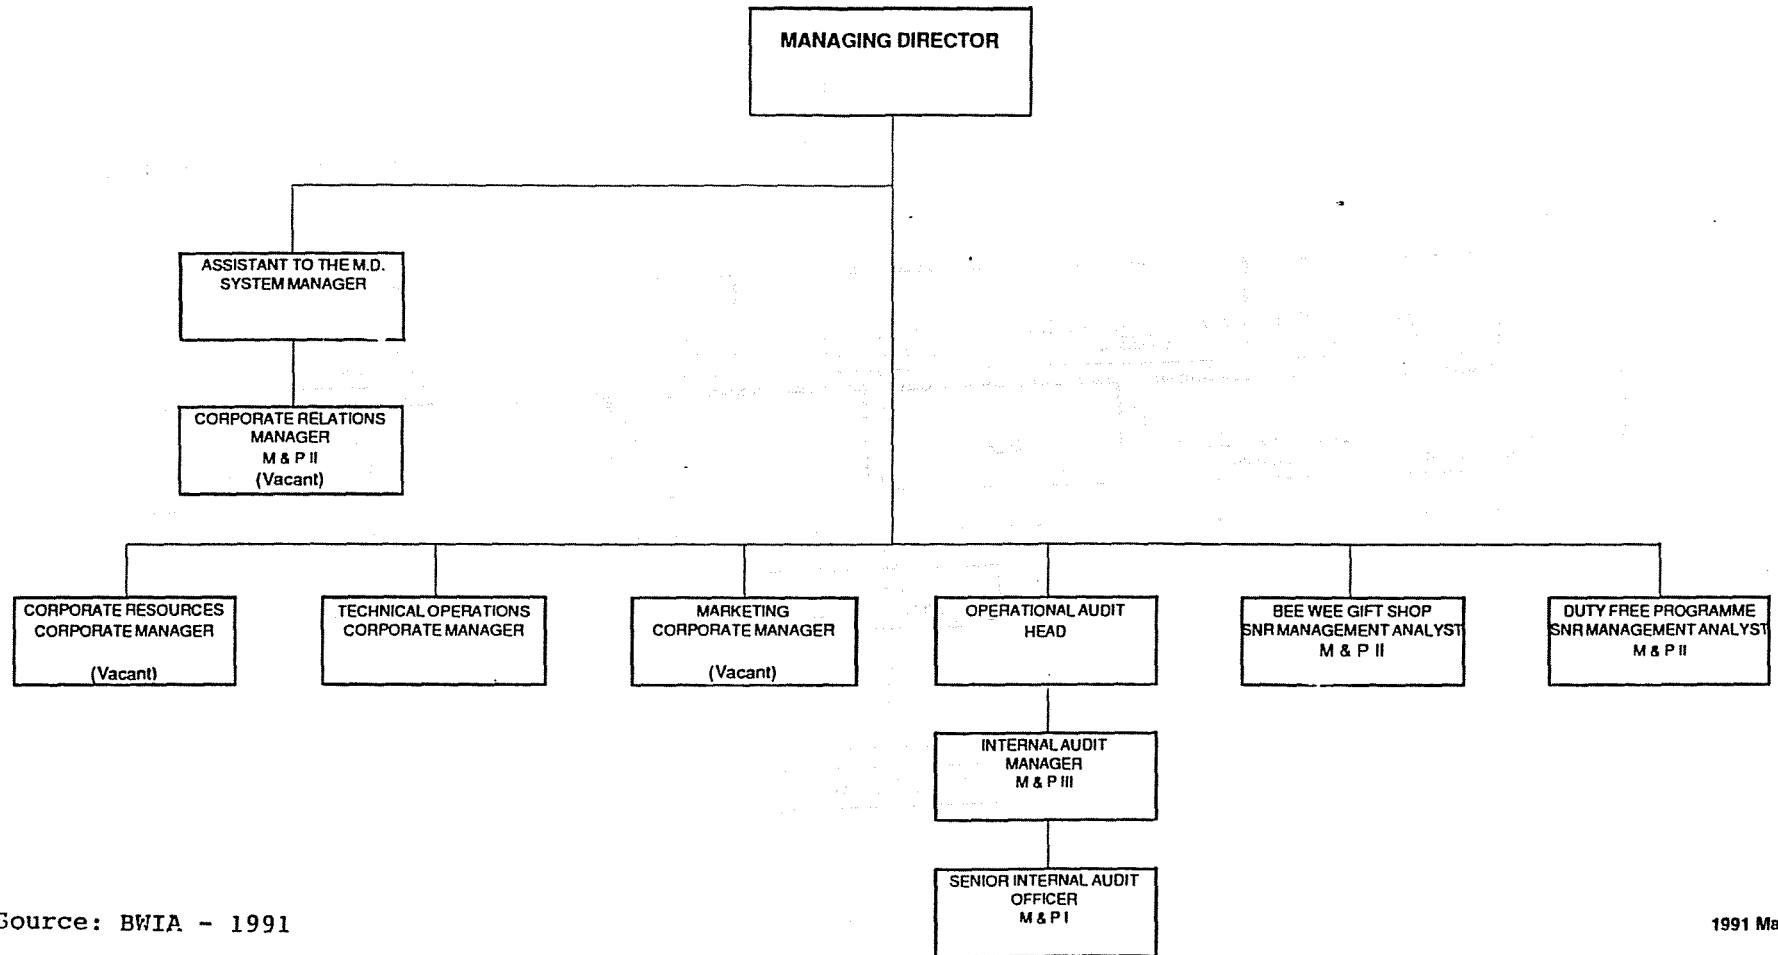 MANAGING DIRECTOR
ASSISTANT TO THE M.D.
SYSTEM MANAGER
CORPORATE RELATIONS
MANAGER
M & P II
(Vacant)
CORPORATE RESOURCES
CORPORATE MANAGER
(Vacant)
TECHNICAL OPERATIONS
CORPORATE MANAGER
MARKETING
CORPORATE MANAGER
(Vacant)
OPERATIONAL AUDIT
HEAD
BEE WEE GIFT SHOP
SNR MANAGEMENT ANALYST
M & P II
DUTY FREE PROGRAMME
SNR MANAGEMENT ANALYST
M & P II
INTERNAL AUDIT
MANAGER
M & P III
SENIOR INTERNAL AUDIT
OFFICER
M & P I
Source: BWIA - 1991
1991 Ma